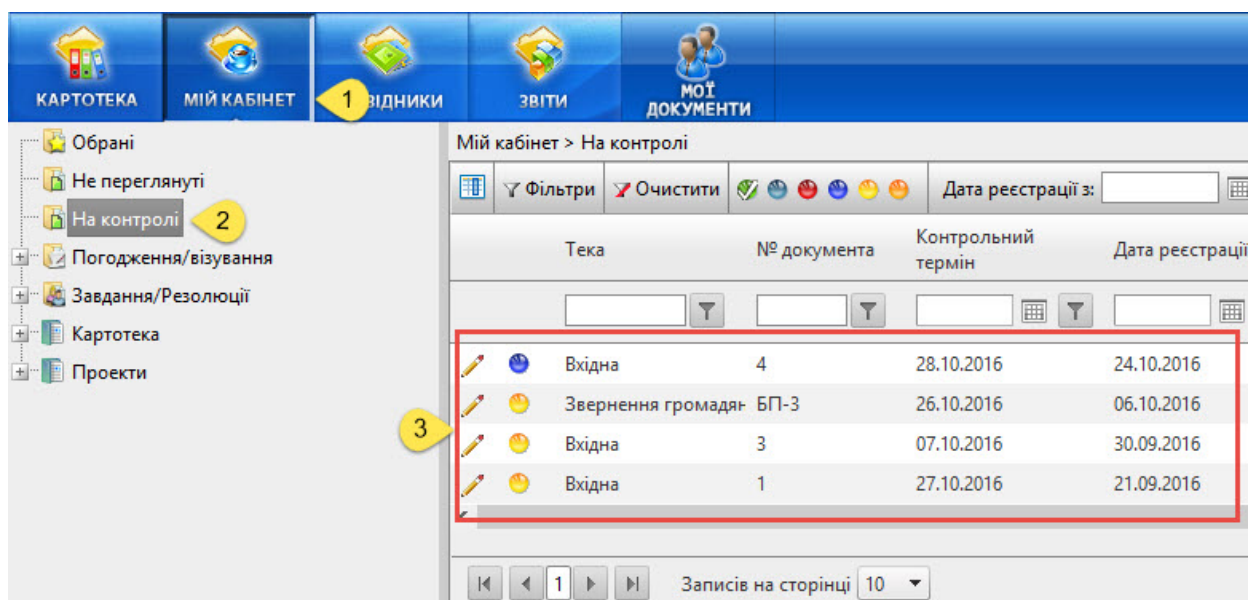 КАРТОТЕКА МІЙ КАБІНЕТ 1 ІДНИКИ ЗВІТИ МОЇ
ДОКУМЕНТИ
Обрані
Не переглянуті
На контролі 2
Погодження/візування
Завдання/Резолюції
Картотека
Проекти
Мій кабінет > На контролі
Фільтри Очистити Дата реєстрації з:
Тека № документа Контрольний
термін Дата реєстрації
3
Вхідна 4 28.10.2016 24.10.2016
Звернення громадян БП-3 26.10.2016 06.10.2016
Вхідна 3 07.10.2016 30.09.2016
Вхідна 1 27.10.2016 21.09.2016
1 Записів на сторінці 10